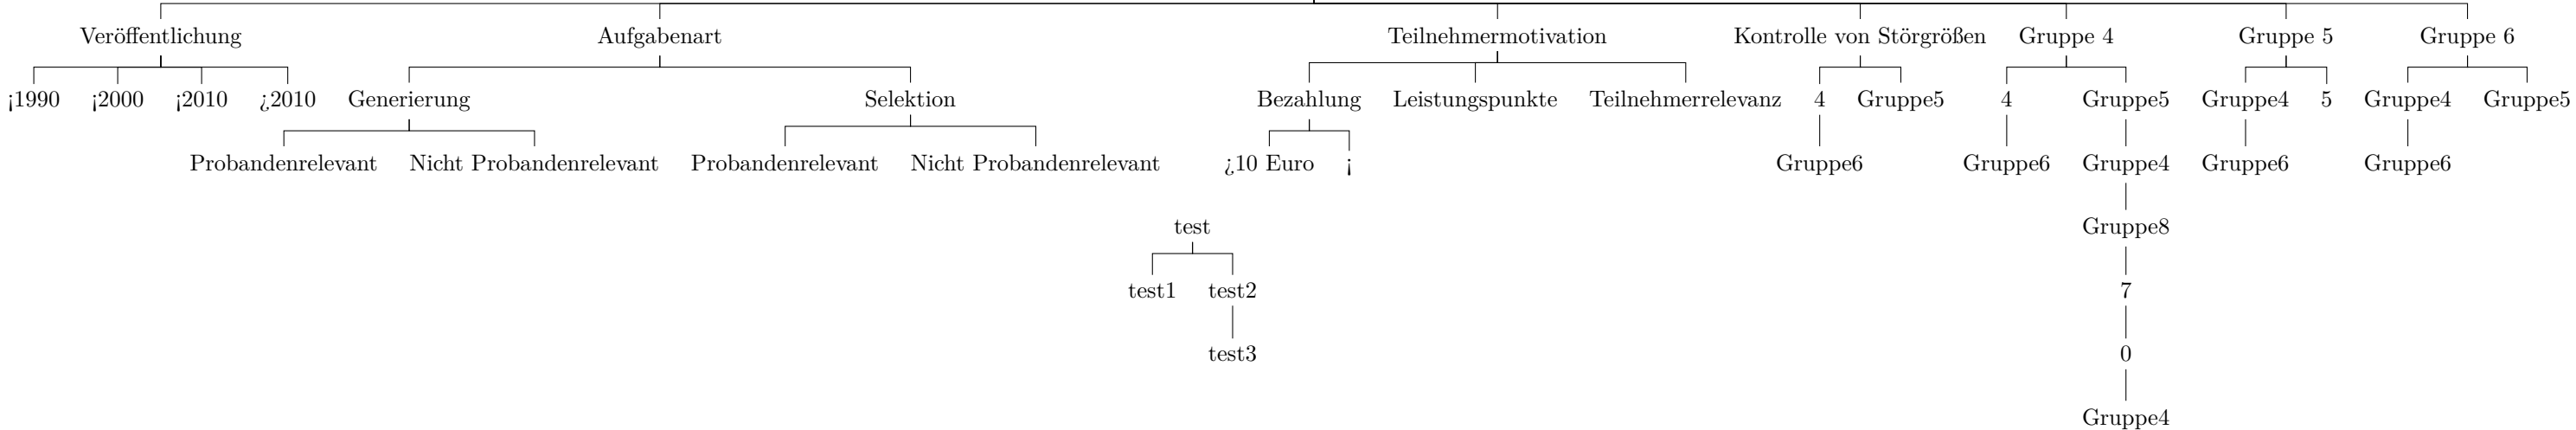 Veröffentlichung Aufgabenart Teilnehmermotivation Kontrolle von Störgrößen Gruppe 4 Gruppe 5 Gruppe 6
¡1990 ¡2000 ¡2010 ¿2010 Generierung Selektion Bezahlung Leistungspunkte Teilnehmerrelevanz 4 Gruppe5 4 Gruppe5 Gruppe4 5 Gruppe4 Gruppe5
Probandenrelevant Nicht Probandenrelevant Probandenrelevant Nicht Probandenrelevant ¿10 Euro ¡ Gruppe6 Gruppe6 Gruppe4 Gruppe6 Gruppe6
test Gruppe8
test1 test2 7
test3 0
Gruppe4